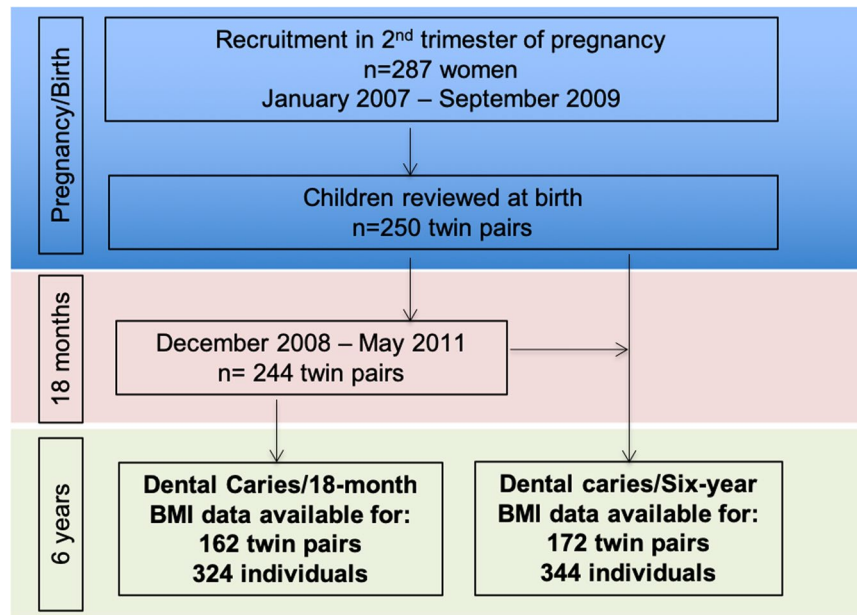 Pregnancy/Birth
Recruitment in 2nd trimester of pregnancy
n=287 women
January 2007 – September 2009
Children reviewed at birth
n=250 twin pairs
18 months
December 2008 – May 2011
n= 244 twin pairs
6 years
Dental Caries/18-month
BMI data available for:
162 twin pairs
324 individuals
Dental caries/Six-year
BMI data available for:
172 twin pairs
344 individuals